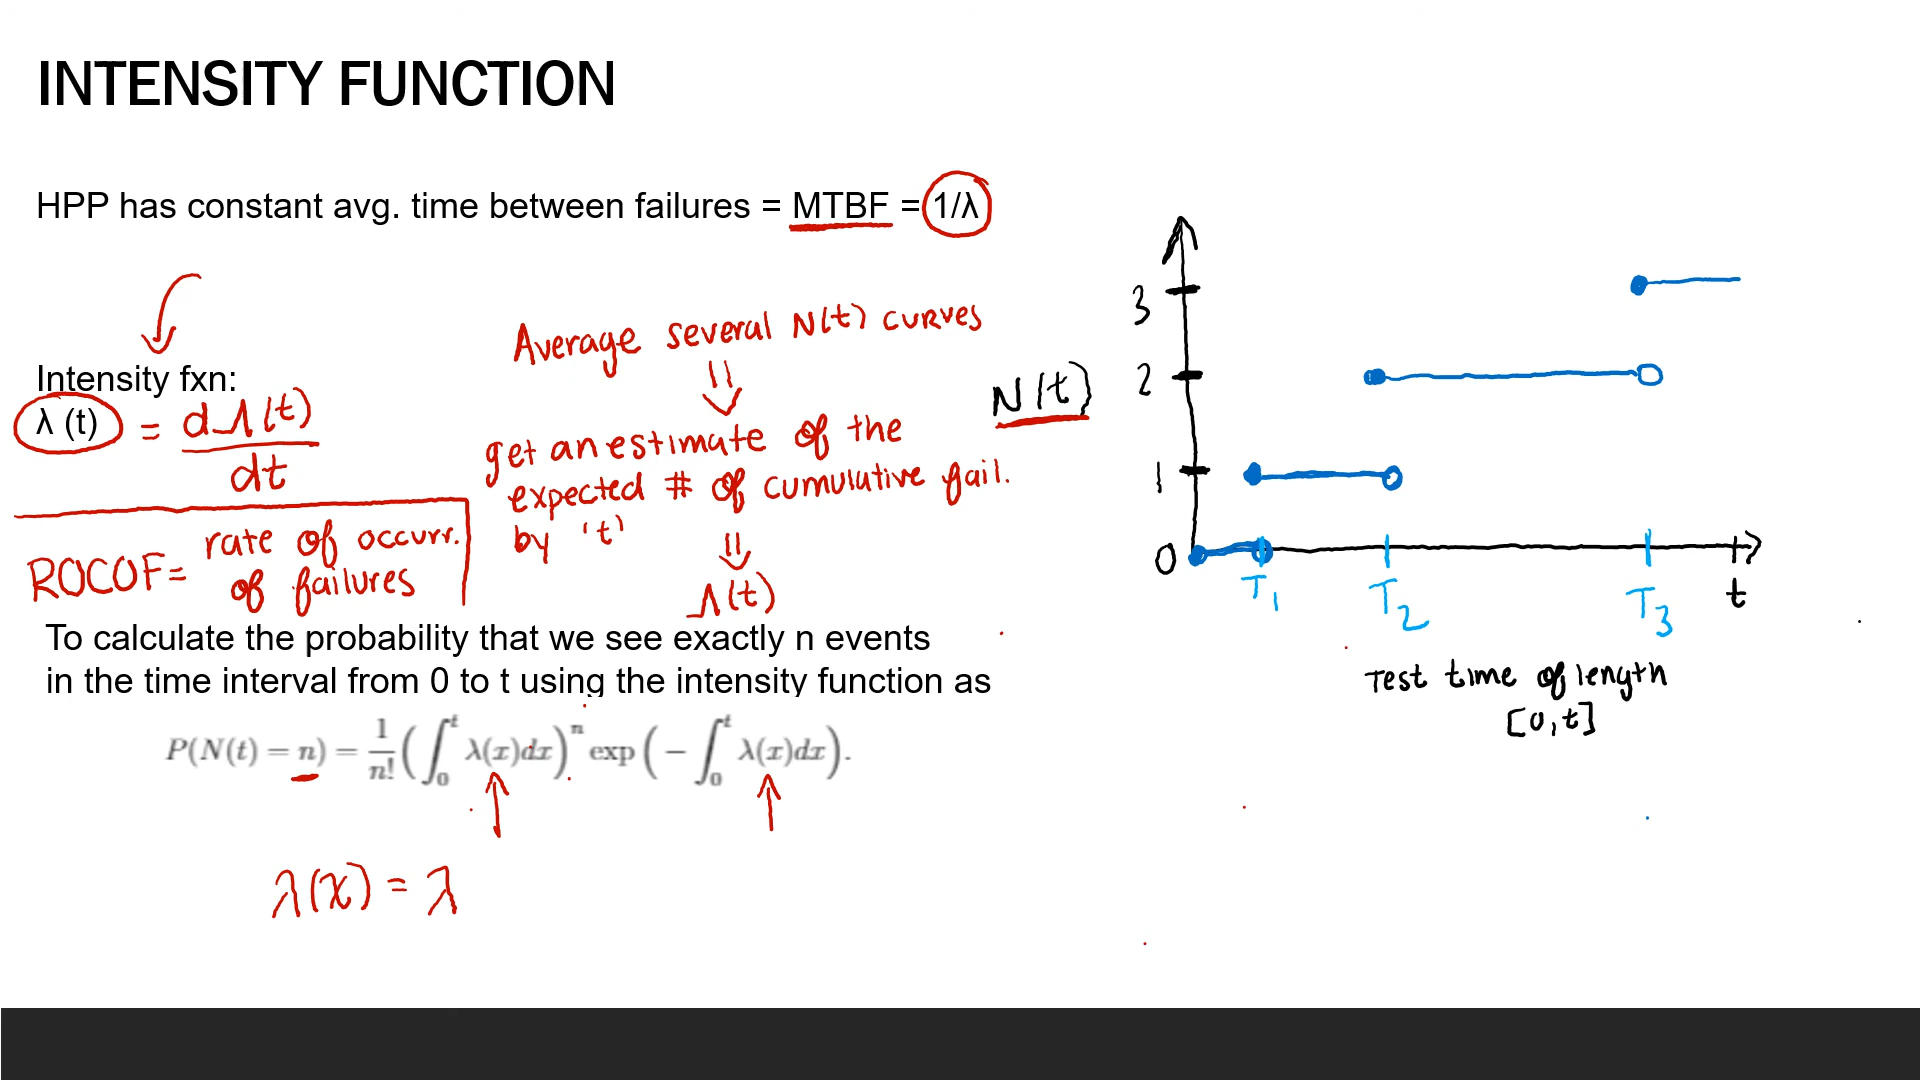 INTENSITY FUNCTION
HPP has constant avg. time between failures = MTBF = 1/λ
Intensity fxn:
λ (t) = dΛ(t)
dt
ROCOF = rate of occurr.
of failures
Average several N(t) curves
⇓
get an estimate of the
expected # of cumulative fail.
by 't'
⇓
Λ(t)
To calculate the probability that we see exactly n events
in the time interval from 0 to t using the intensity function as
P(N(t) = n) = 1/n! (∫₀ᵗ λ(x)dx)ⁿ exp (− ∫₀ᵗ λ(x)dx).
λ(x) = λ
N(t)
3
2
1
0
T₁ T₂ T₃ t
Test time of length
[0,t]